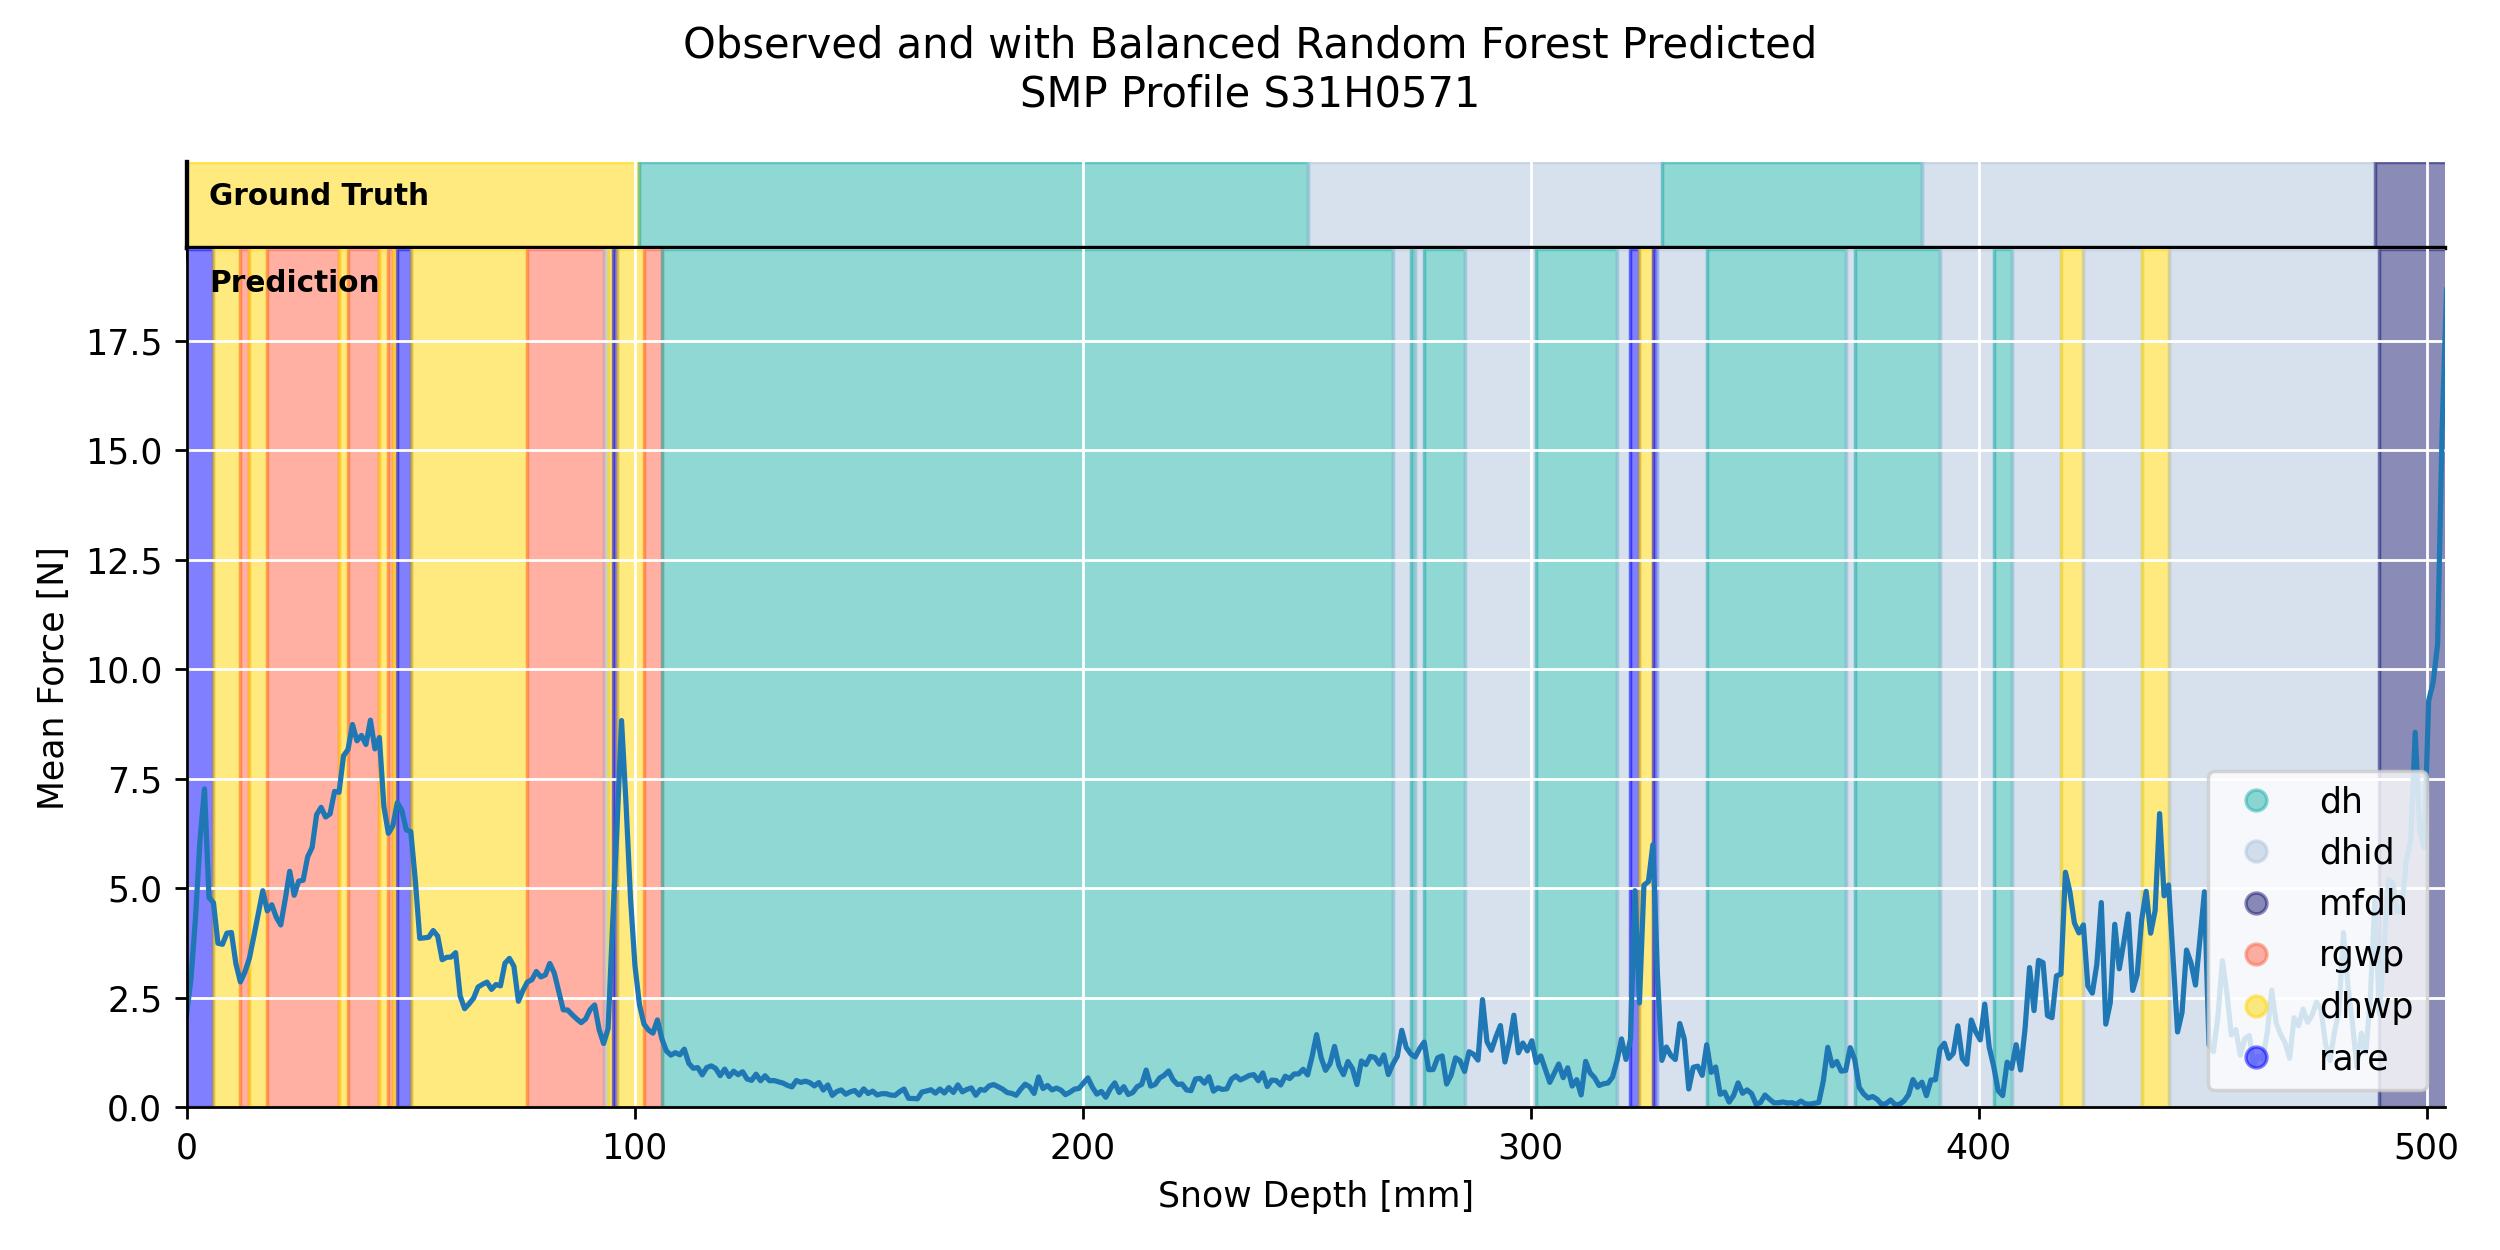 Observed and with Balanced Random Forest Predicted
SMP Profile S31H0571
Ground Truth
Prediction
17.5
15.0
12.5
10.0
7.5
5.0
2.5
0.0
Mean Force [N]
0 100 200 300 400 500
Snow Depth [mm]
dh
dhid
mfdh
rgwp
dhwp
rare